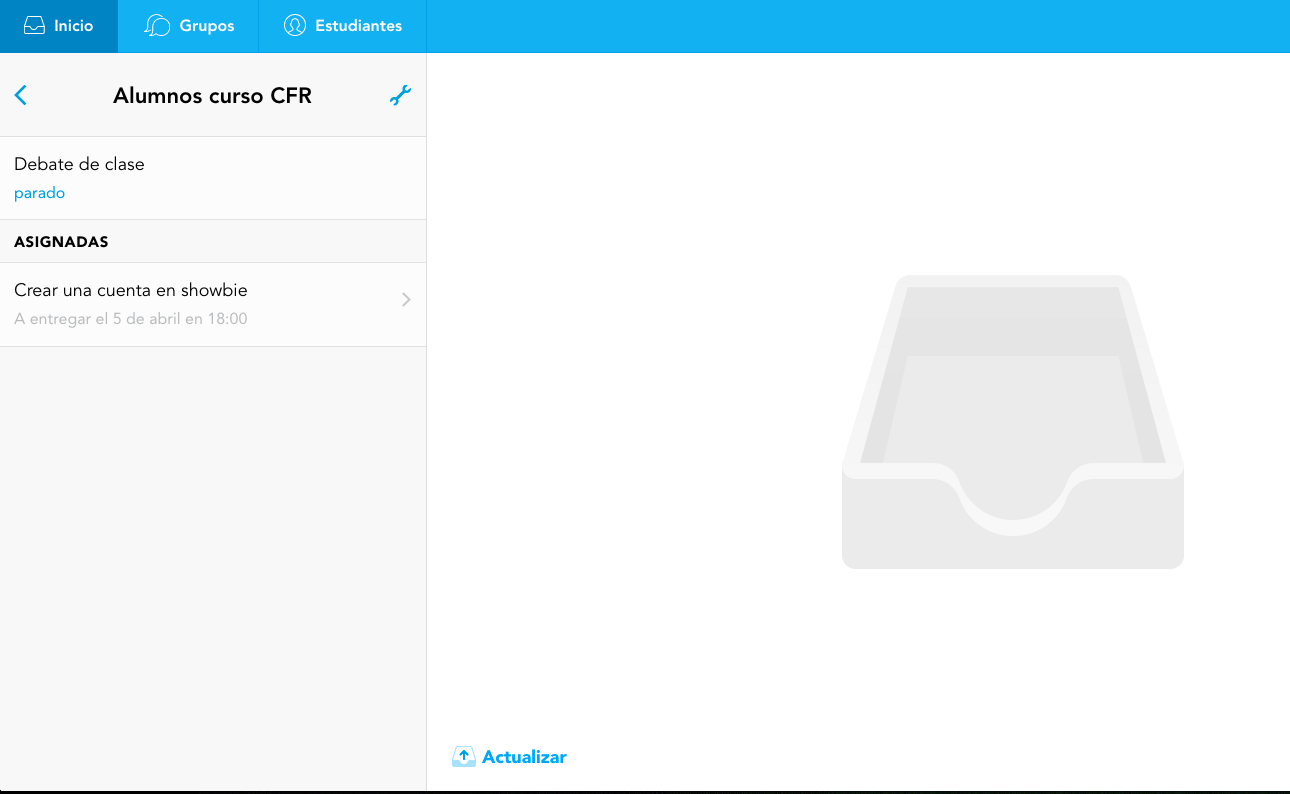 Inicio
Grupos
Estudiantes
Alumnos curso CFR
Debate de clase
parado
ASIGNADAS
Crear una cuenta en showbie
A entregar el 5 de abril en 18:00
Actualizar